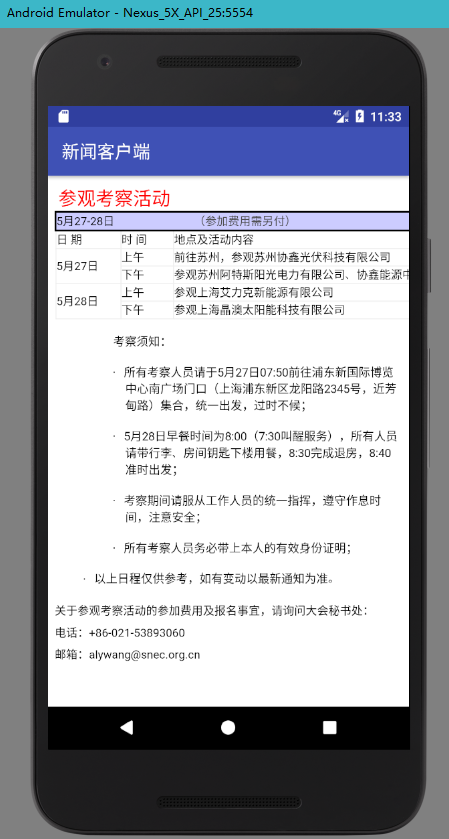 Android Emulator - Nexus_5X_API_25:5554
4G 11:33
新闻客户端
参观考察活动
5月27-28日 （参加费用需另付）
日 期 时 间 地点及活动内容
5月27日 上午 前往苏州，参观苏州协鑫光伏科技有限公司
下午 参观苏州阿特斯阳光电力有限公司、协鑫能源中
5月28日 上午 参观上海艾力克新能源有限公司
下午 参观上海晶澳太阳能科技有限公司
考察须知：
· 所有考察人员请于5月27日07:50前往浦东新国际博览
中心南广场门口（上海浦东新区龙阳路2345号，近芳
甸路）集合，统一出发，过时不候；
· 5月28日早餐时间为8:00（7:30叫醒服务），所有人员
请带行李、房间钥匙下楼用餐，8:30完成退房，8:40
准时出发；
· 考察期间请服从工作人员的统一指挥，遵守作息时
间，注意安全；
· 所有考察人员务必带上本人的有效身份证明；
· 以上日程仅供参考，如有变动以最新通知为准。
关于参观考察活动的参加费用及报名事宜，请询问大会秘书处：
电话：+86-021-53893060
邮箱：alywang@snec.org.cn